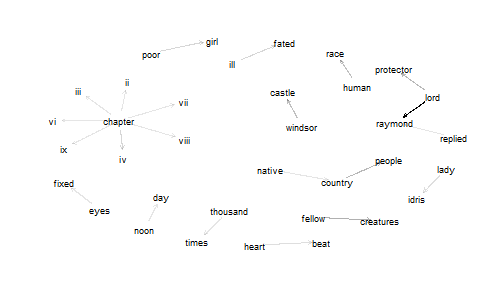 girl
fated
poor
race
ill
protector
ii
human
iii
castle
lord
vii
vi
chapter
windsor
raymond
viii
replied
ix
iv
people
native
lady
fixed
country
day
idris
eyes
thousand
fellow
creatures
noon
times
heart
beat